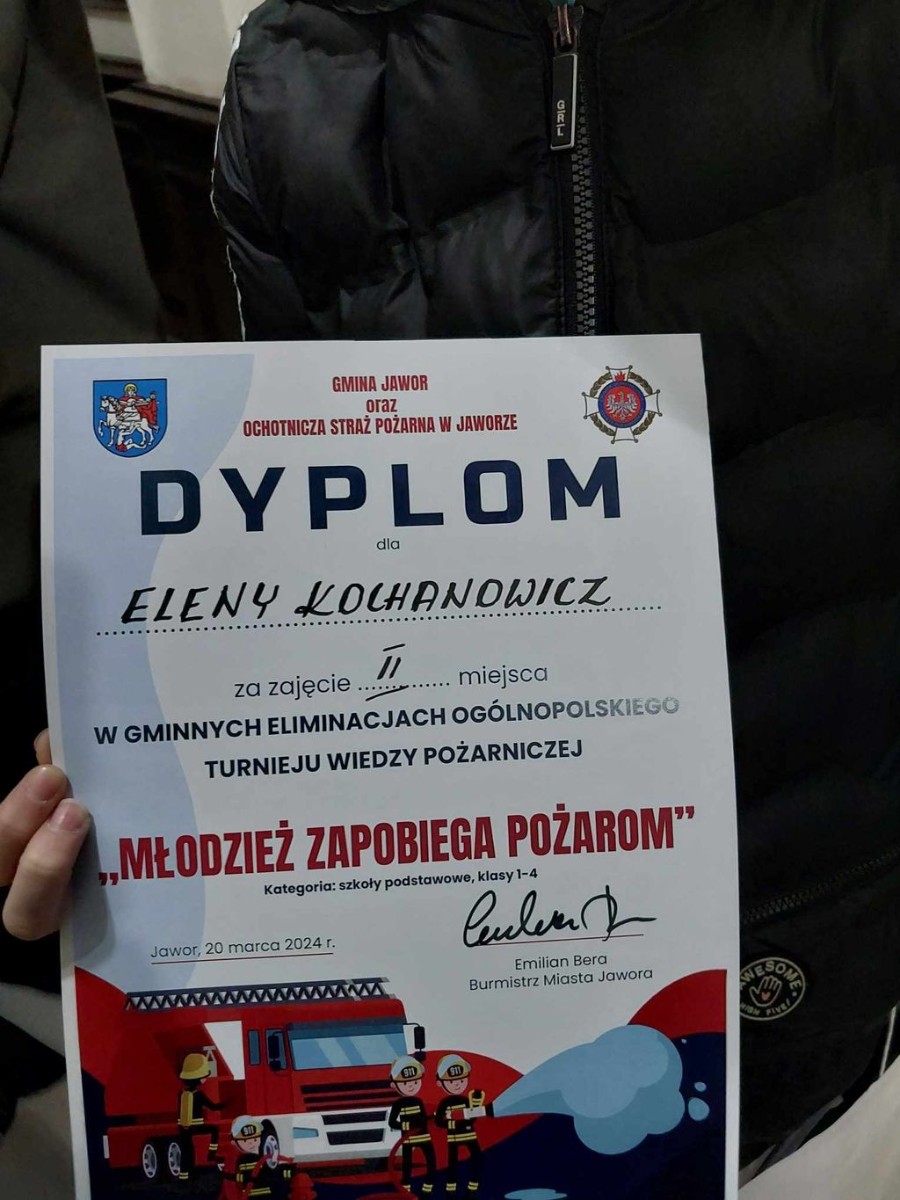 GRL
GMINA JAWOR
oraz
OCHOTNICZA STRAŻ POŻARNA W JAWORZE
DYPLOM
dla
ELENY KOCHANOWICZ
za zajęcie II miejsca
W GMINNYCH ELIMINACJACH OGÓLNOPOLSKIEGO
TURNIEJU WIEDZY POŻARNICZEJ
„MŁODZIEŻ ZAPOBIEGA POŻAROM”
Kategoria: szkoły podstawowe, klasy 1-4
Jawor, 20 marca 2024 r.
Emilian Bera
Burmistrz Miasta Jawora
AWESOME
HIGH FIVE!
911
911
911